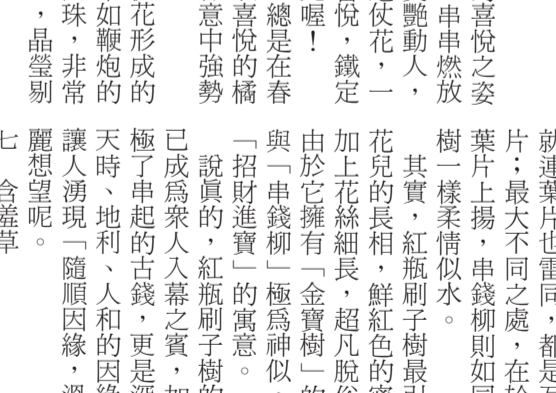 喜悅之姿
串串燃放
艷動人，
仗花，一
悅，鐵定
喔！
總是在春
喜悅的橘
意中強勢
花形成的
如鞭炮的
珠，非常
，晶瑩剔
就連葉片也雷同，都是
片；最大不同之處，在於
葉片上揚，串錢柳則如同
樹一樣柔情似水。
其實，紅瓶刷子樹最引
花兒的長相，鮮紅色的密
加上花絲細長，超凡脫俗
由於它擁有「金寶樹」的
與「串錢柳」極爲神似，
「招財進寶」的寓意。
說眞的，紅瓶刷子樹的
已成爲衆人入幕之賓，如
極了串起的古錢，更是深
天時、地利、人和的因緣
讓人湧現「隨順因緣，
麗想望呢。
七 含羞草